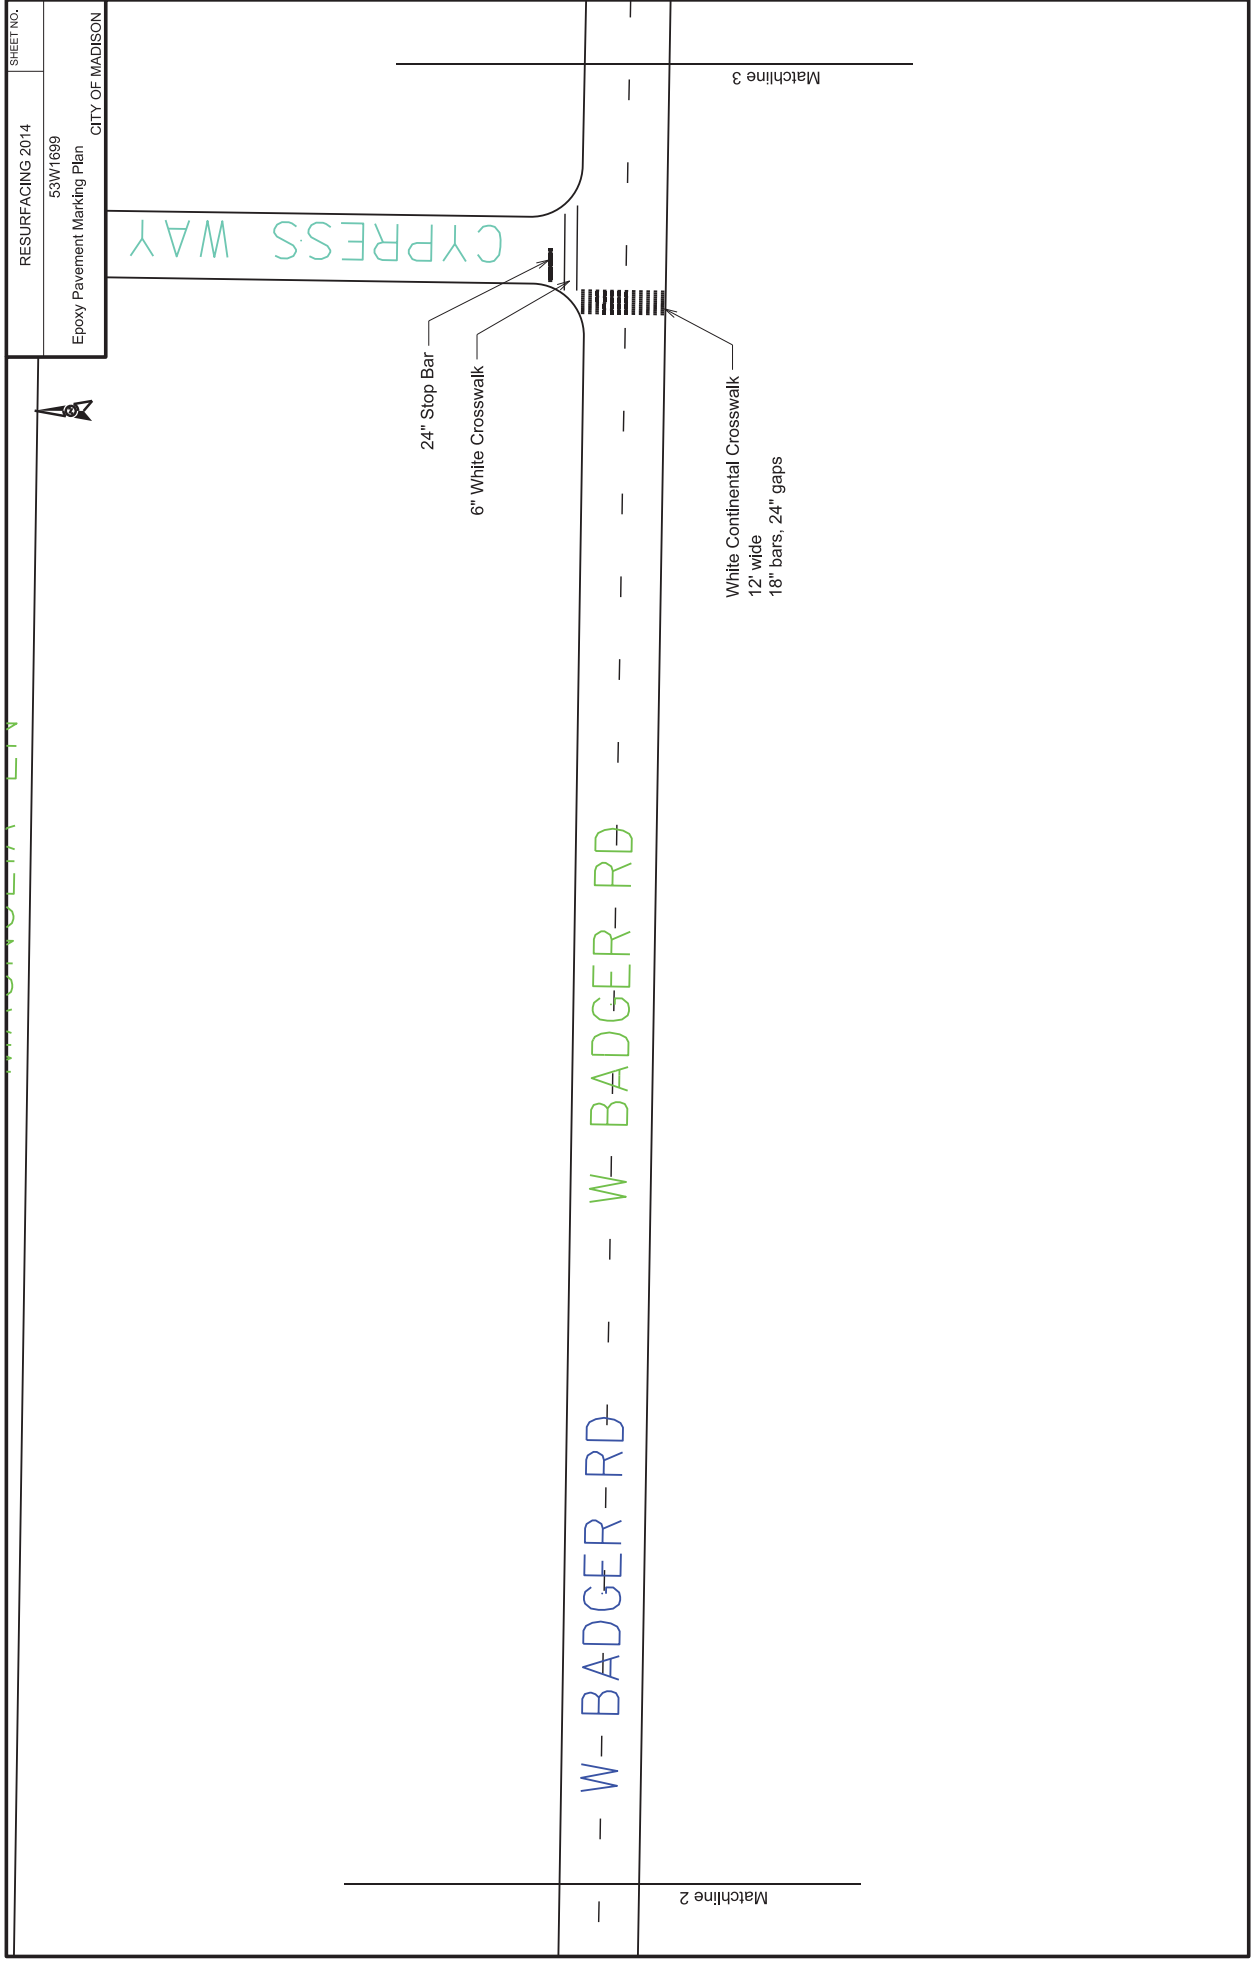 SHEET NO.
RESURFACING 2014
53W1699
Epoxy Pavement Marking Plan
CITY OF MADISON
CYPRESS WAY
Matchline 3
24" Stop Bar
6" White Crosswalk
White Continental Crosswalk
12' wide
18" bars, 24" gaps
W BADGER RD
W BADGER RD
Matchline 2